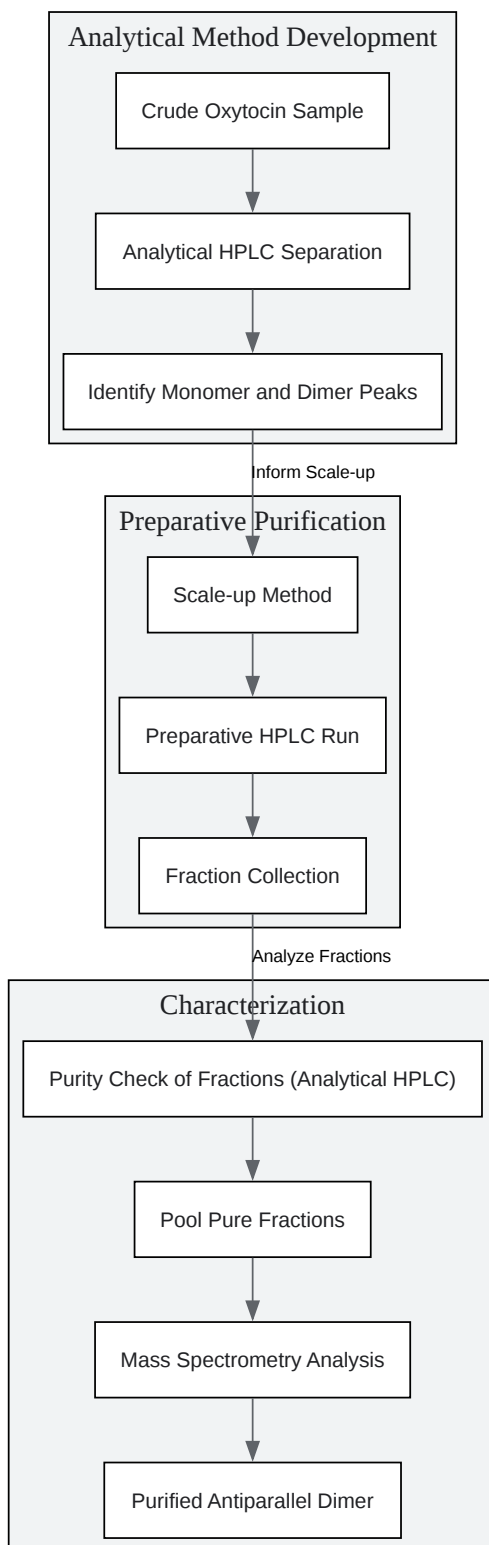 Analytical Method Development
Crude Oxytocin Sample
Analytical HPLC Separation
Identify Monomer and Dimer Peaks
Inform Scale-up
Preparative Purification
Scale-up Method
Preparative HPLC Run
Fraction Collection
Analyze Fractions
Characterization
Purity Check of Fractions (Analytical HPLC)
Pool Pure Fractions
Mass Spectrometry Analysis
Purified Antiparallel Dimer